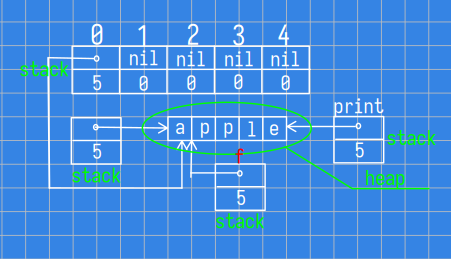 0 1 2 3 4
nil nil nil nil
stack
5 0 0 0 0
print
a p p l e
stack
5 5
f
stack heap
5
stack